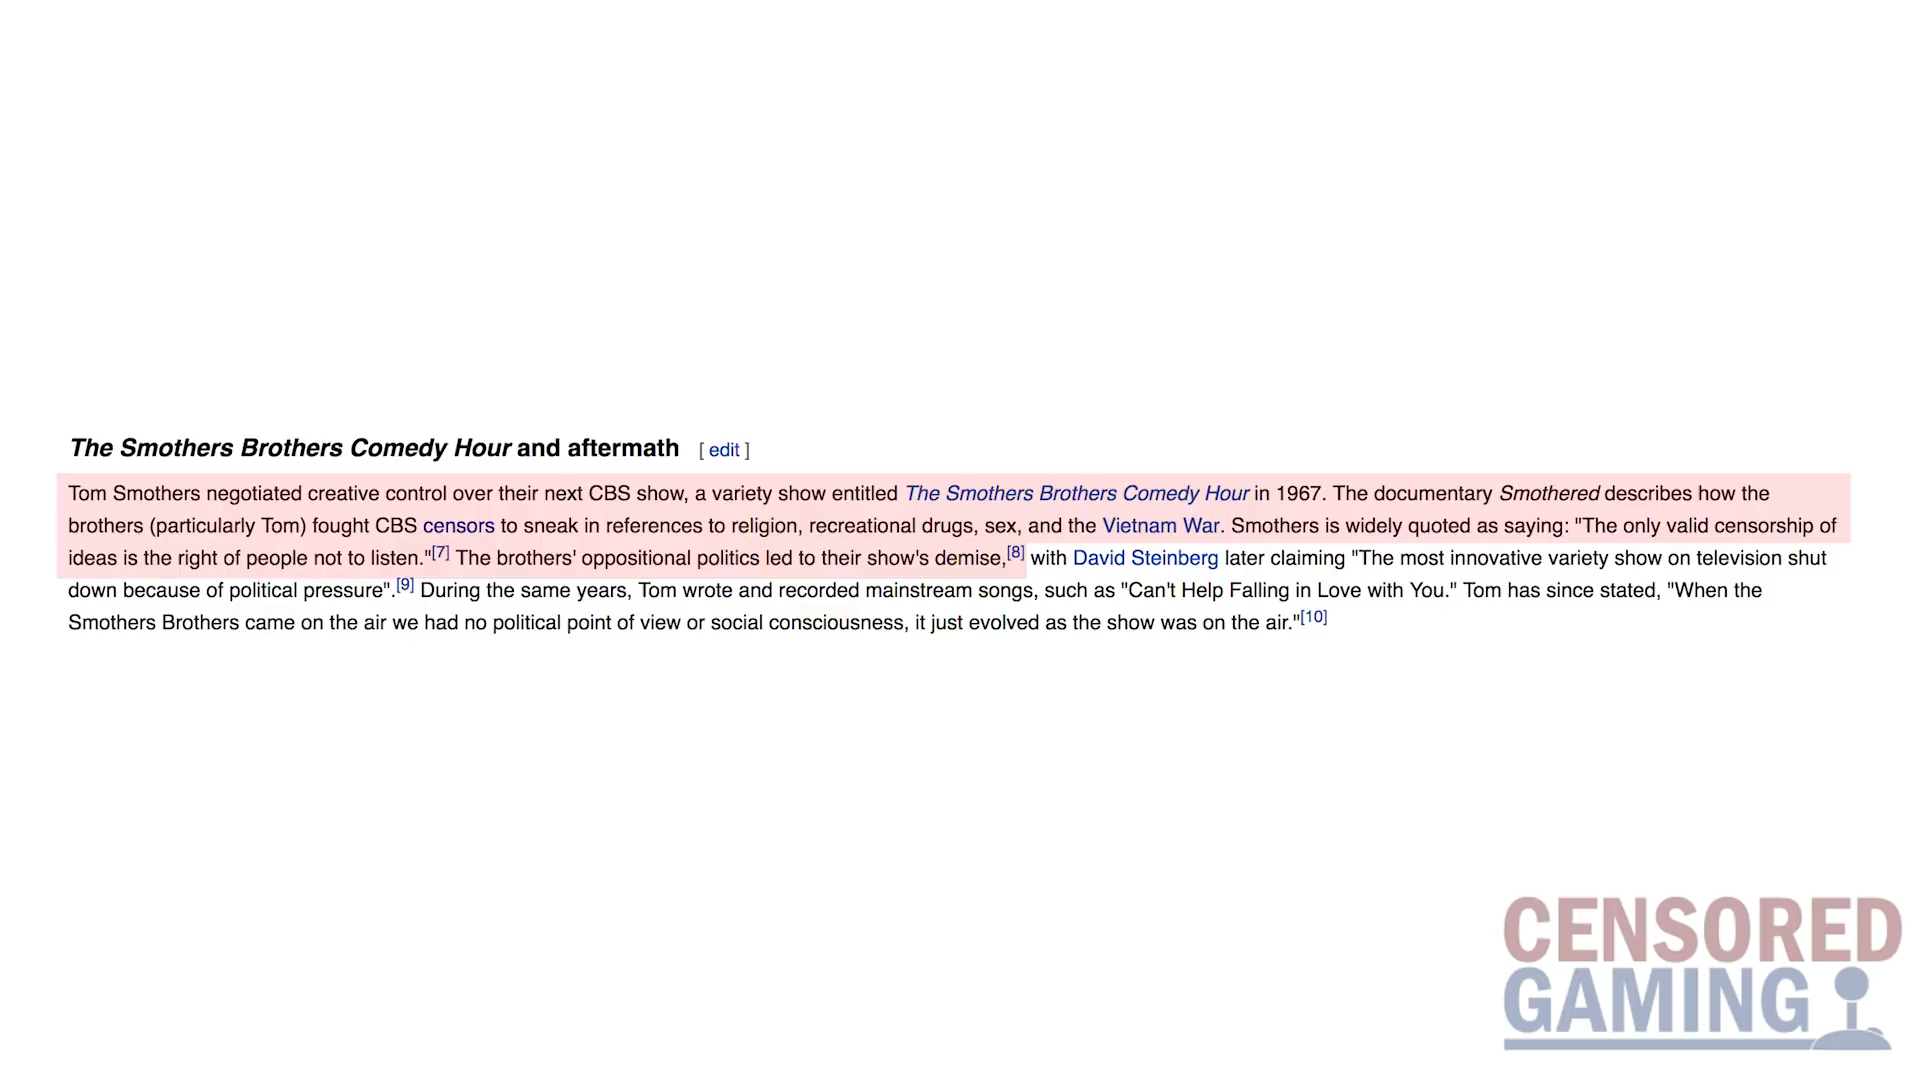 The Smothers Brothers Comedy Hour and aftermath [ edit ]
Tom Smothers negotiated creative control over their next CBS show, a variety show entitled The Smothers Brothers Comedy Hour in 1967. The documentary Smothered describes how the
brothers (particularly Tom) fought CBS censors to sneak in references to religion, recreational drugs, sex, and the Vietnam War. Smothers is widely quoted as saying: "The only valid censorship of
ideas is the right of people not to listen."[7] The brothers' oppositional politics led to their show's demise,[8] with David Steinberg later claiming "The most innovative variety show on television shut
down because of political pressure".[9] During the same years, Tom wrote and recorded mainstream songs, such as "Can't Help Falling in Love with You." Tom has since stated, "When the
Smothers Brothers came on the air we had no political point of view or social consciousness, it just evolved as the show was on the air."[10]
CENSORED
GAMING